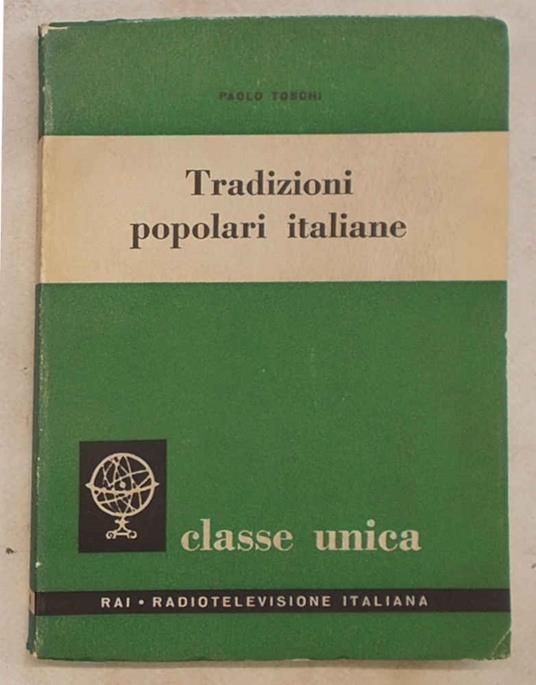 PAOLO TOSCHI
Tradizioni
popolari italiane
classe unica
RAI • RADIOTELEVISIONE ITALIANA